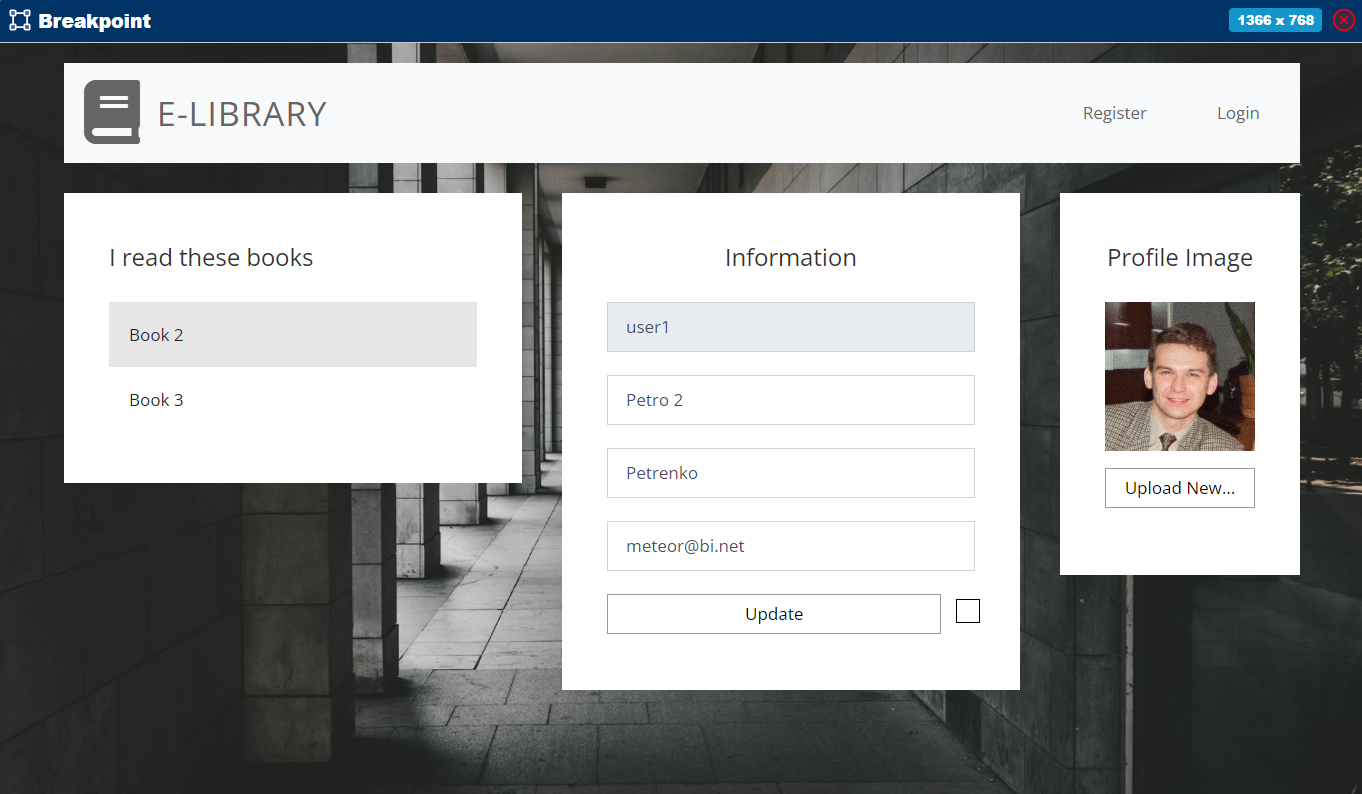 Breakpoint
1366 x 768
E-LIBRARY
Register
Login
I read these books
Book 2
Book 3
Information
user1
Petro 2
Petrenko
meteor@bi.net
Update
Profile Image
Upload New...